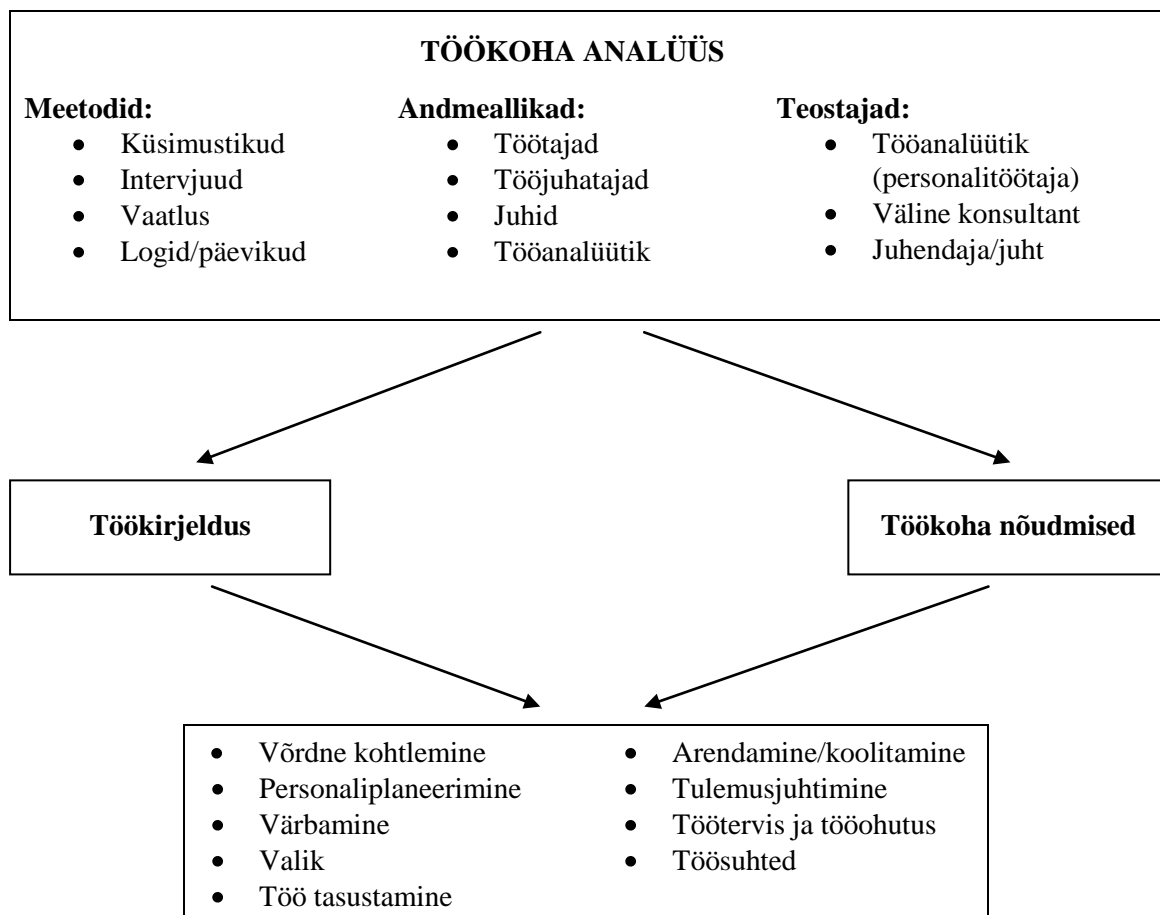 TÖÖKOHA ANALÜÜS
Meetodid:
• Küsimustikud
• Intervjuud
• Vaatlus
• Logid/päevikud
Andmeallikad:
• Töötajad
• Tööjuhatajad
• Juhid
• Tööanalüütik
Teostajad:
• Tööanalüütik
(personalitöötaja)
• Väline konsultant
• Juhendaja/juht
Töökirjeldus
Töökoha nõudmised
• Võrdne kohtlemine
• Personaliplaneerimine
• Värbamine
• Valik
• Töö tasustamine
• Arendamine/koolitamine
• Tulemusjuhtimine
• Töötervis ja tööohutus
• Töösuhted